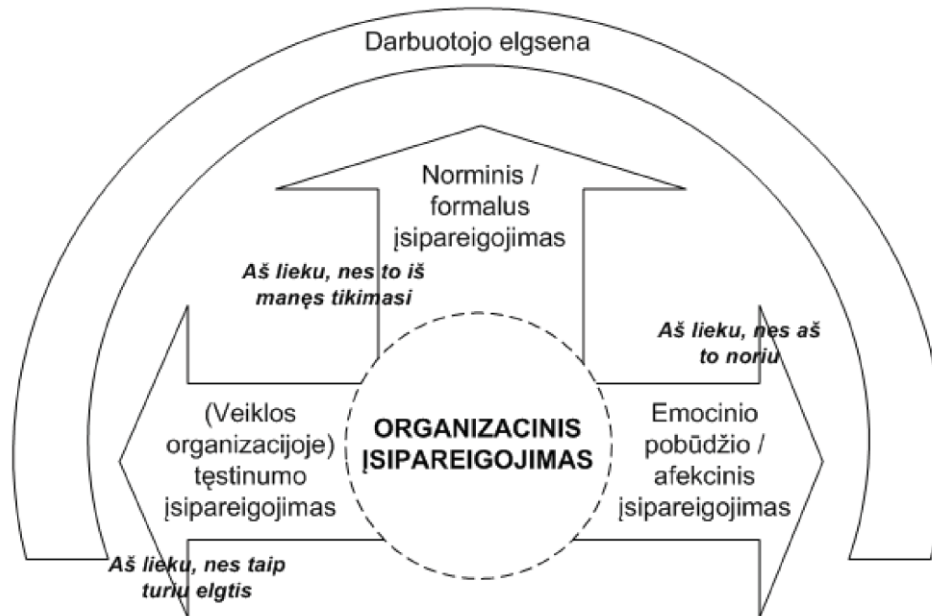 Darbuotojo elgsena
Norminis /
formalus
įsipareigojimas
Aš lieku, nes to iš
manęs tikimasi
Aš lieku, nes aš
to noriu
(Veiklos
organizacijoje)
tęstinumo
įsipareigojimas
ORGANIZACINIS
ĮSIPAREIGOJIMAS
Emocinio
pobūdžio /
afekcinis
įsipareigojimas
Aš lieku, nes taip
turiu elgtis